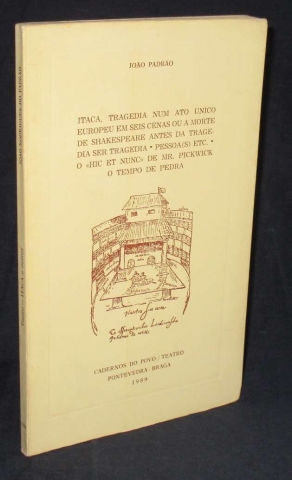 JOÃO PADRÃO
ITACA, TRAGEDIA NUM ATO UNICO
EUROPEU EM SEIS CENAS OU A MORTE
DE SHAKESPEARE ANTES DA TRAGE
DIA SER TRAGEDIA • PESSOA(S) ETC. •
O «HIC ET NUNC» DE MR. PICKWICK
O TEMPO DE PEDRA
CADERNOS DO POVO / TEATRO
PONTEVEDRA - BRAGA
1989